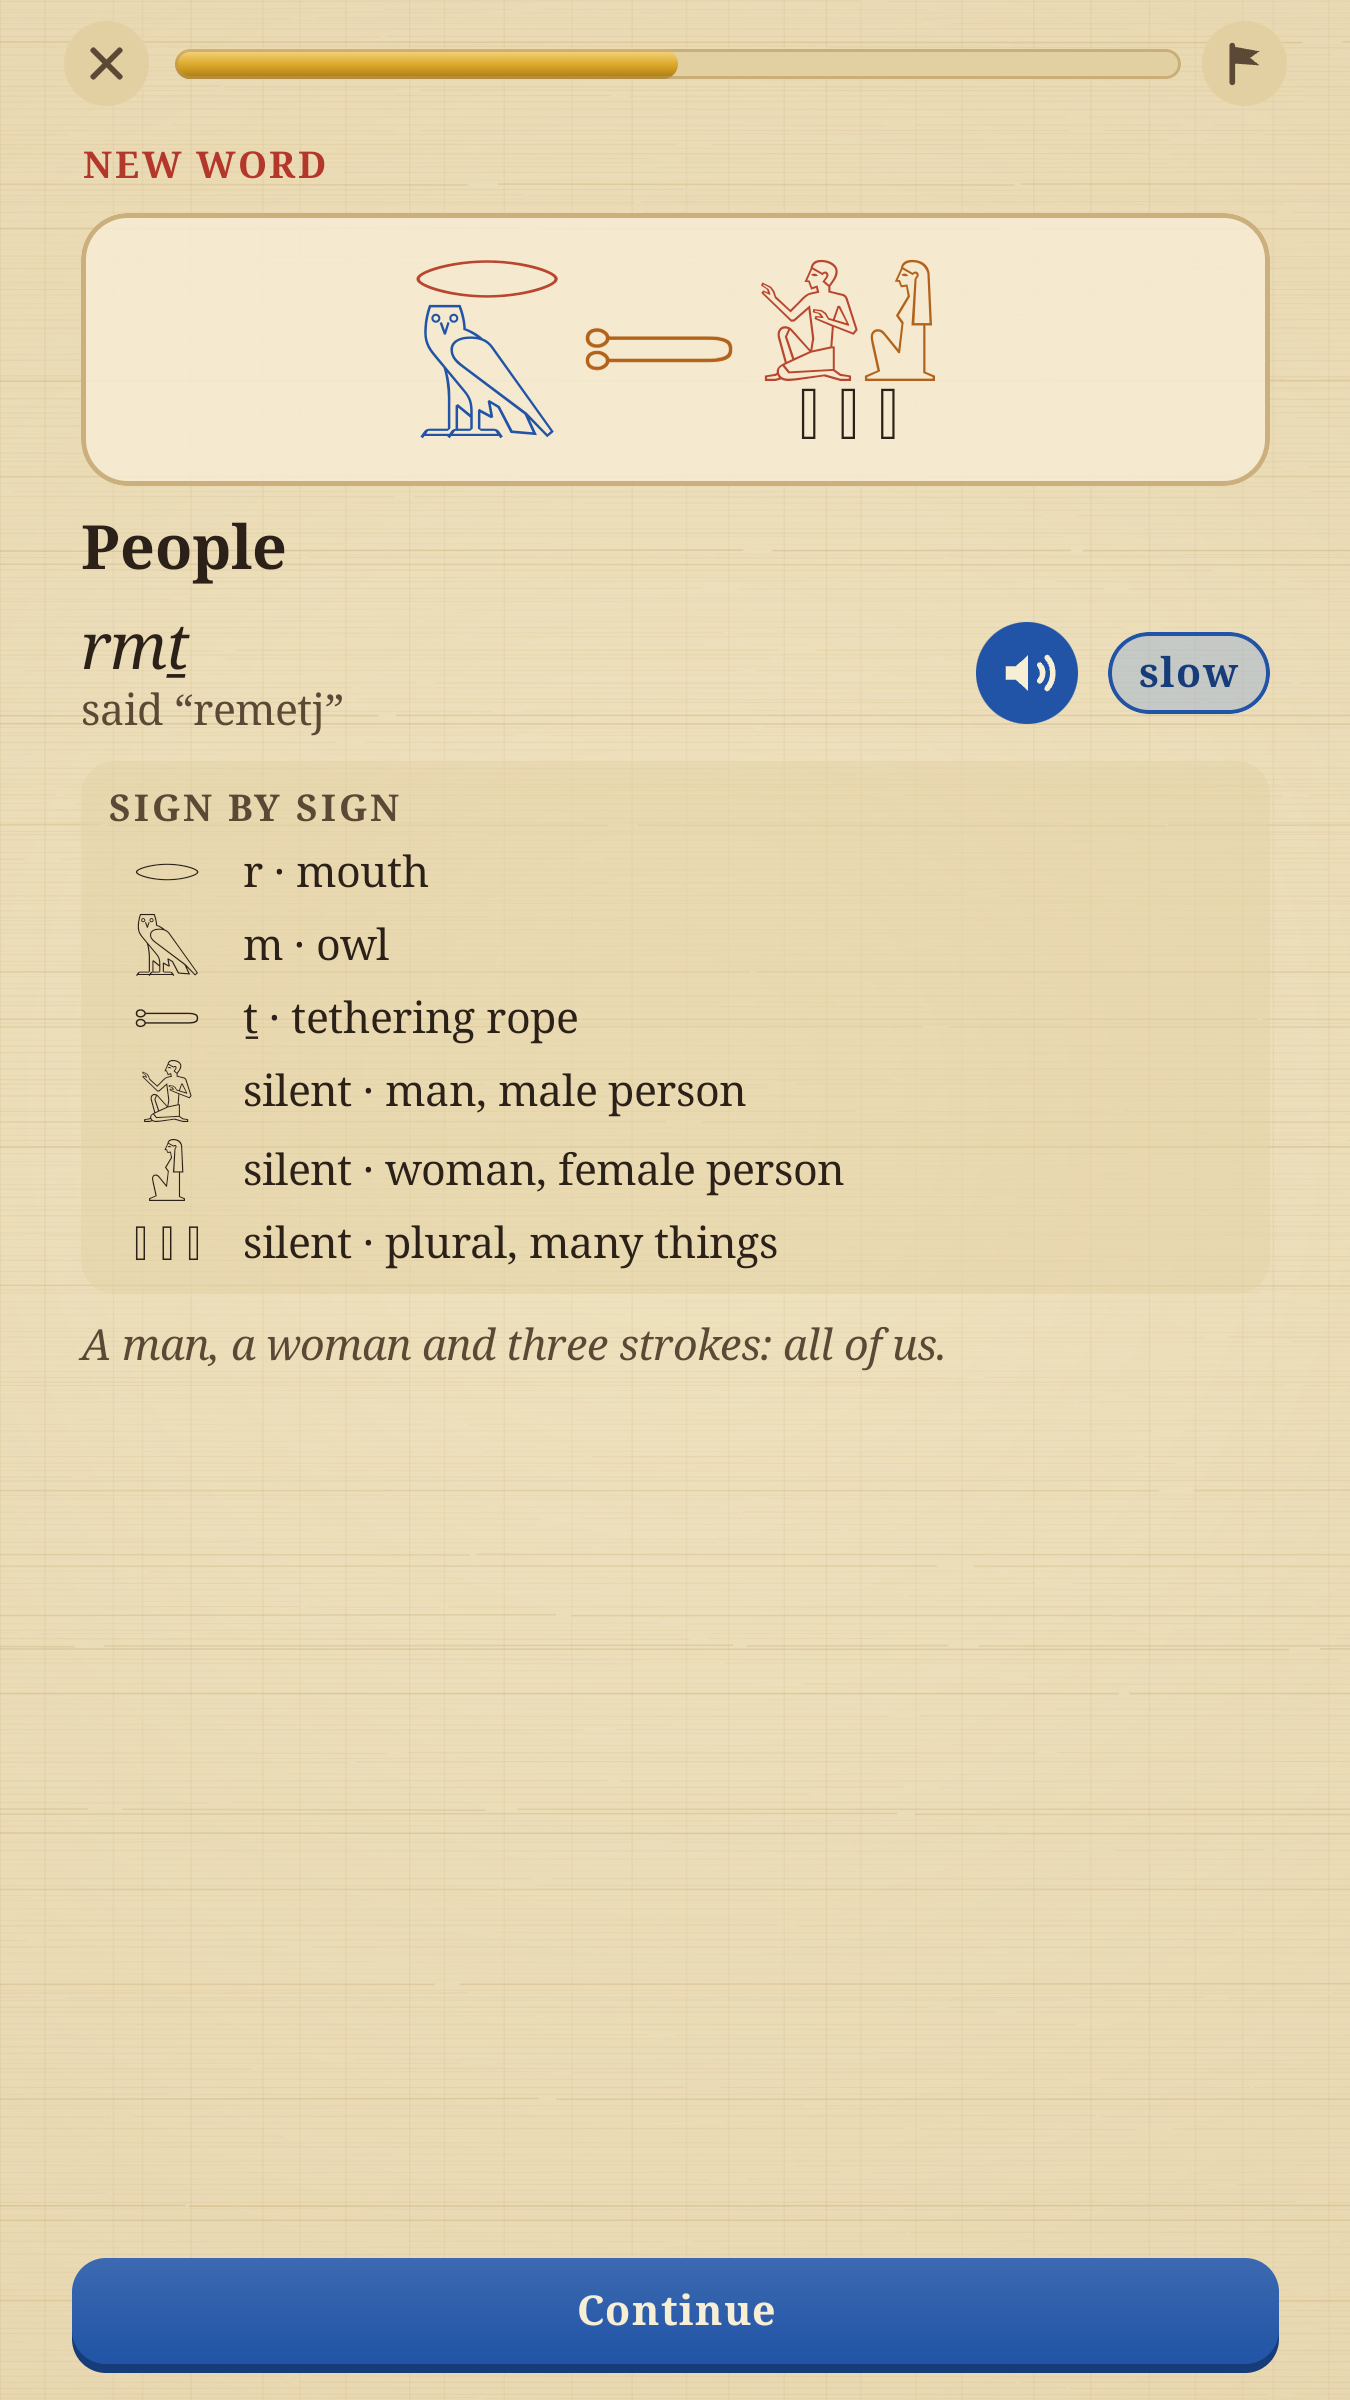 NEW WORD
𓂋𓅓𓍿𓀀𓁐𓏥
People
rmṯ
said “remetj”
slow
SIGN BY SIGN
𓂋 r · mouth
𓅓 m · owl
𓍿 ṯ · tethering rope
𓀀 silent · man, male person
𓁐 silent · woman, female person
𓏥 silent · plural, many things
A man, a woman and three strokes: all of us.
Continue